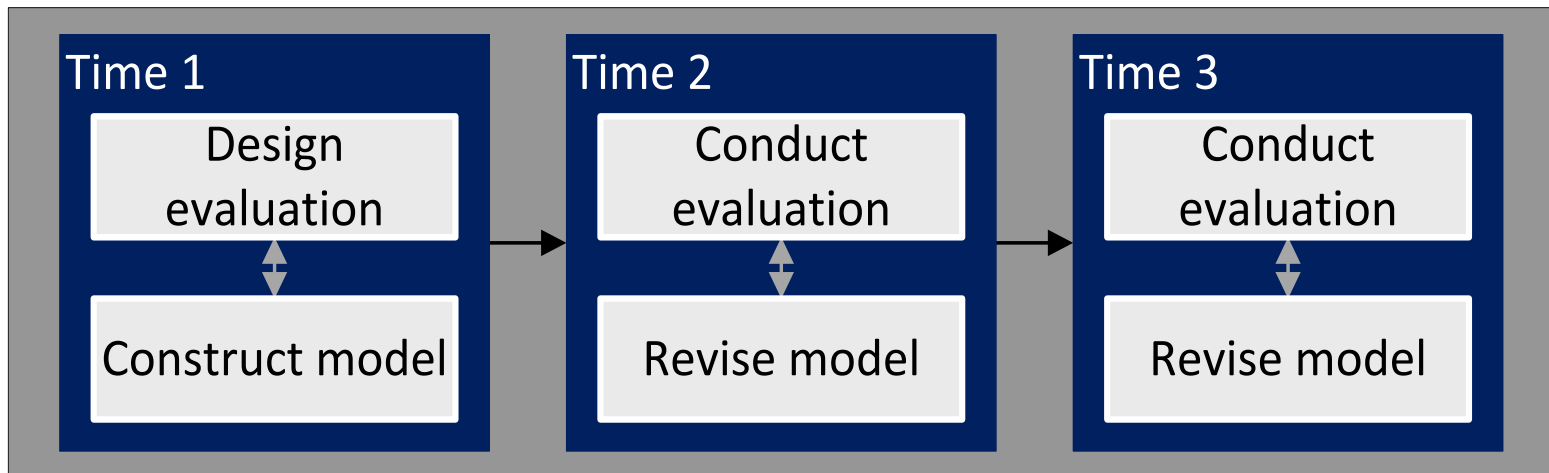 Time 1
Design
evaluation
Construct model
Time 2
Conduct
evaluation
Revise model
Time 3
Conduct
evaluation
Revise model